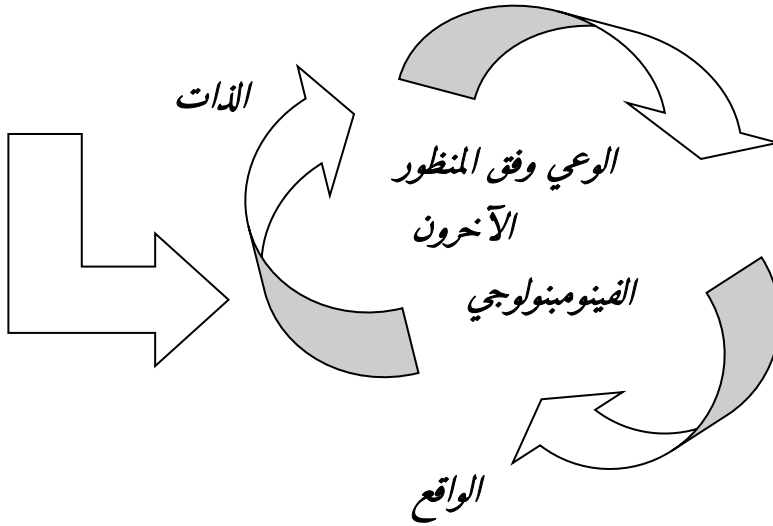 الذات
الوعي وفق المنظور
الآخرون
الفينومينولوجي
الواقع